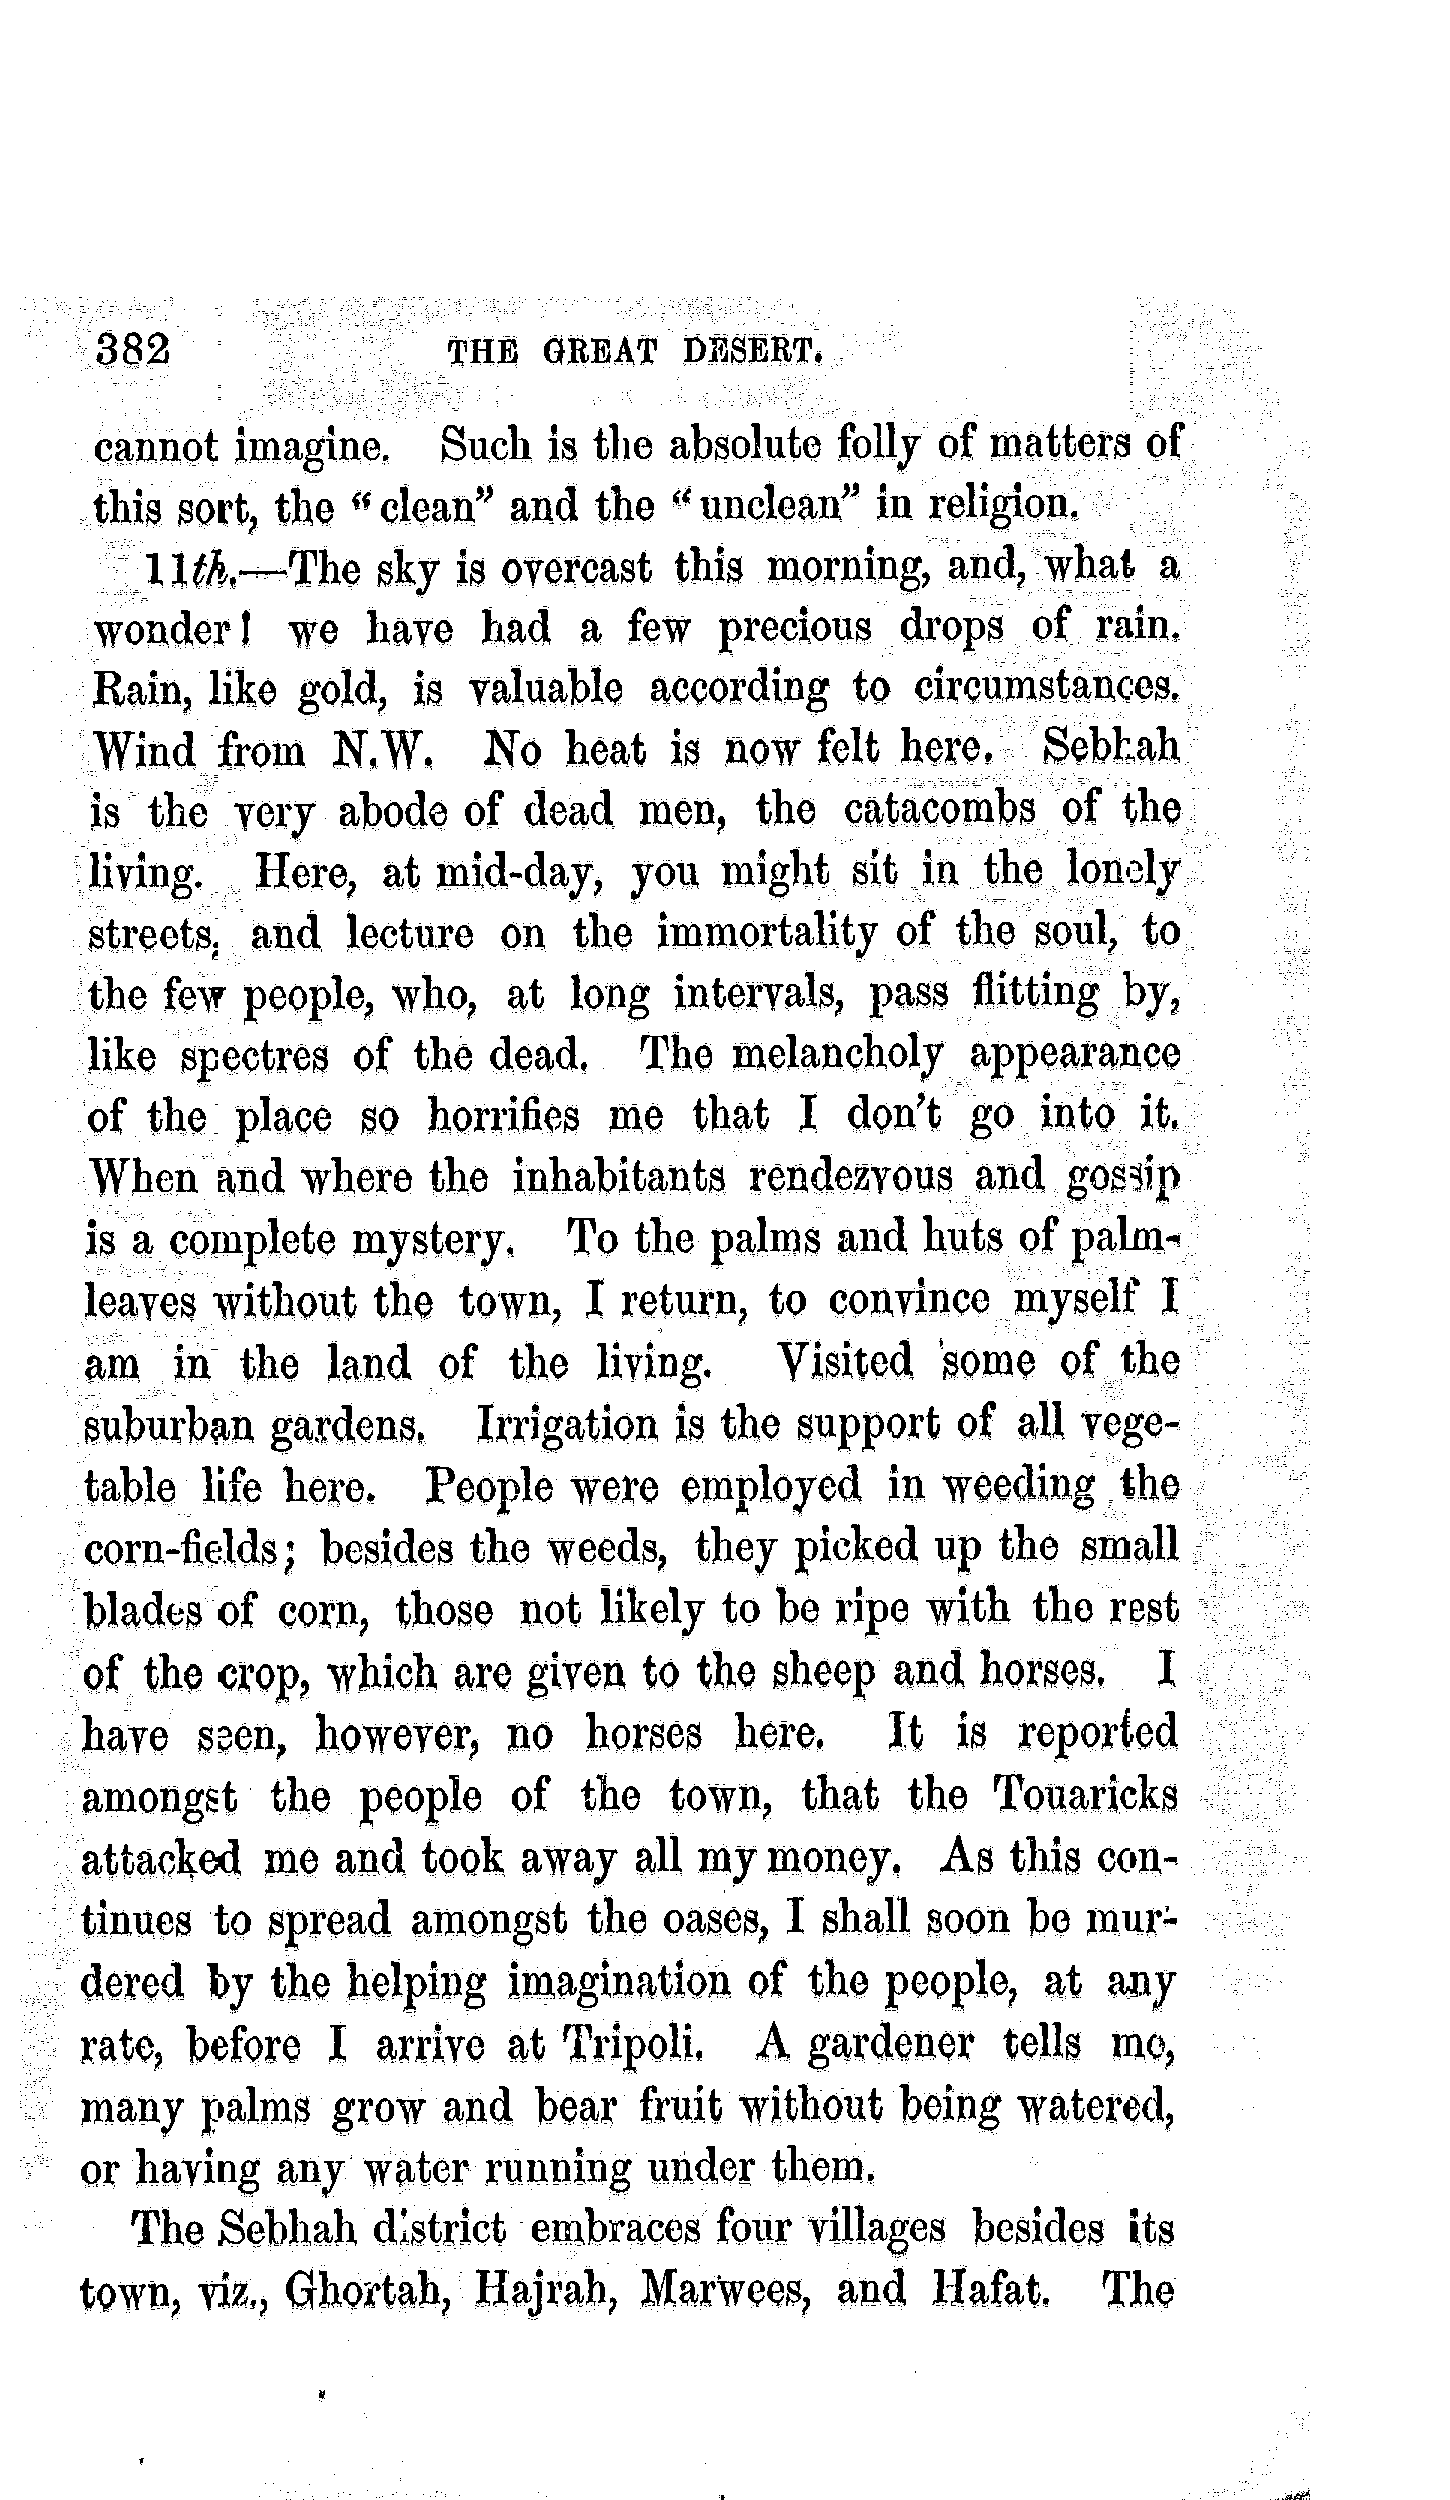 382 THE GREAT DESERT.
cannot imagine. Such is the absolute folly of matters of
this sort, the “clean” and the “unclean” in religion.
11th.—The sky is overcast this morning, and, what a
wonder! we have had a few precious drops of rain.
Rain, like gold, is valuable according to circumstances.
Wind from N.W. No heat is now felt here. Sebhah
is the very abode of dead men, the catacombs of the
living. Here, at mid-day, you might sit in the lonely
streets, and lecture on the immortality of the soul, to
the few people, who, at long intervals, pass flitting by,
like spectres of the dead. The melancholy appearance
of the place so horrifies me that I don’t go into it.
When and where the inhabitants rendezvous and gossip
is a complete mystery. To the palms and huts of palm-
leaves without the town, I return, to convince myself I
am in the land of the living. Visited some of the
suburban gardens. Irrigation is the support of all vege-
table life here. People were employed in weeding the
corn-fields; besides the weeds, they picked up the small
blades of corn, those not likely to be ripe with the rest
of the crop, which are given to the sheep and horses. I
have seen, however, no horses here. It is reported
amongst the people of the town, that the Touaricks
attacked me and took away all my money. As this con-
tinues to spread amongst the oases, I shall soon be mur-
dered by the helping imagination of the people, at any
rate, before I arrive at Tripoli. A gardener tells me,
many palms grow and bear fruit without being watered,
or having any water running under them.
The Sebhah district embraces four villages besides its
town, viz., Ghortah, Hajrah, Marwees, and Hafat. The